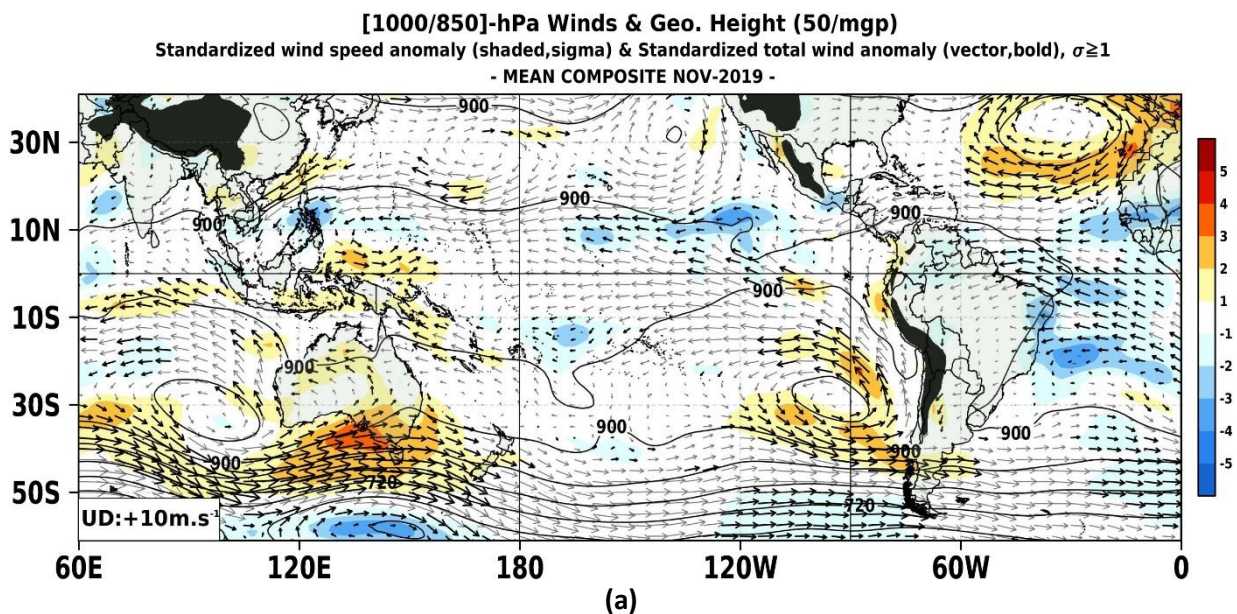 [1000/850]-hPa Winds & Geo. Height (50/mgp)
Standardized wind speed anomaly (shaded,sigma) & Standardized total wind anomaly (vector,bold), σ≧1
- MEAN COMPOSITE NOV-2019 -
900
30N
900
900
900
10N
900
10S
900
30S
900
900
900
900
720
720
50S
UD:+10m.s⁻¹
60E
120E
180
120W
60W
0
5
4
3
2
1
-1
-2
-3
-4
-5
(a)